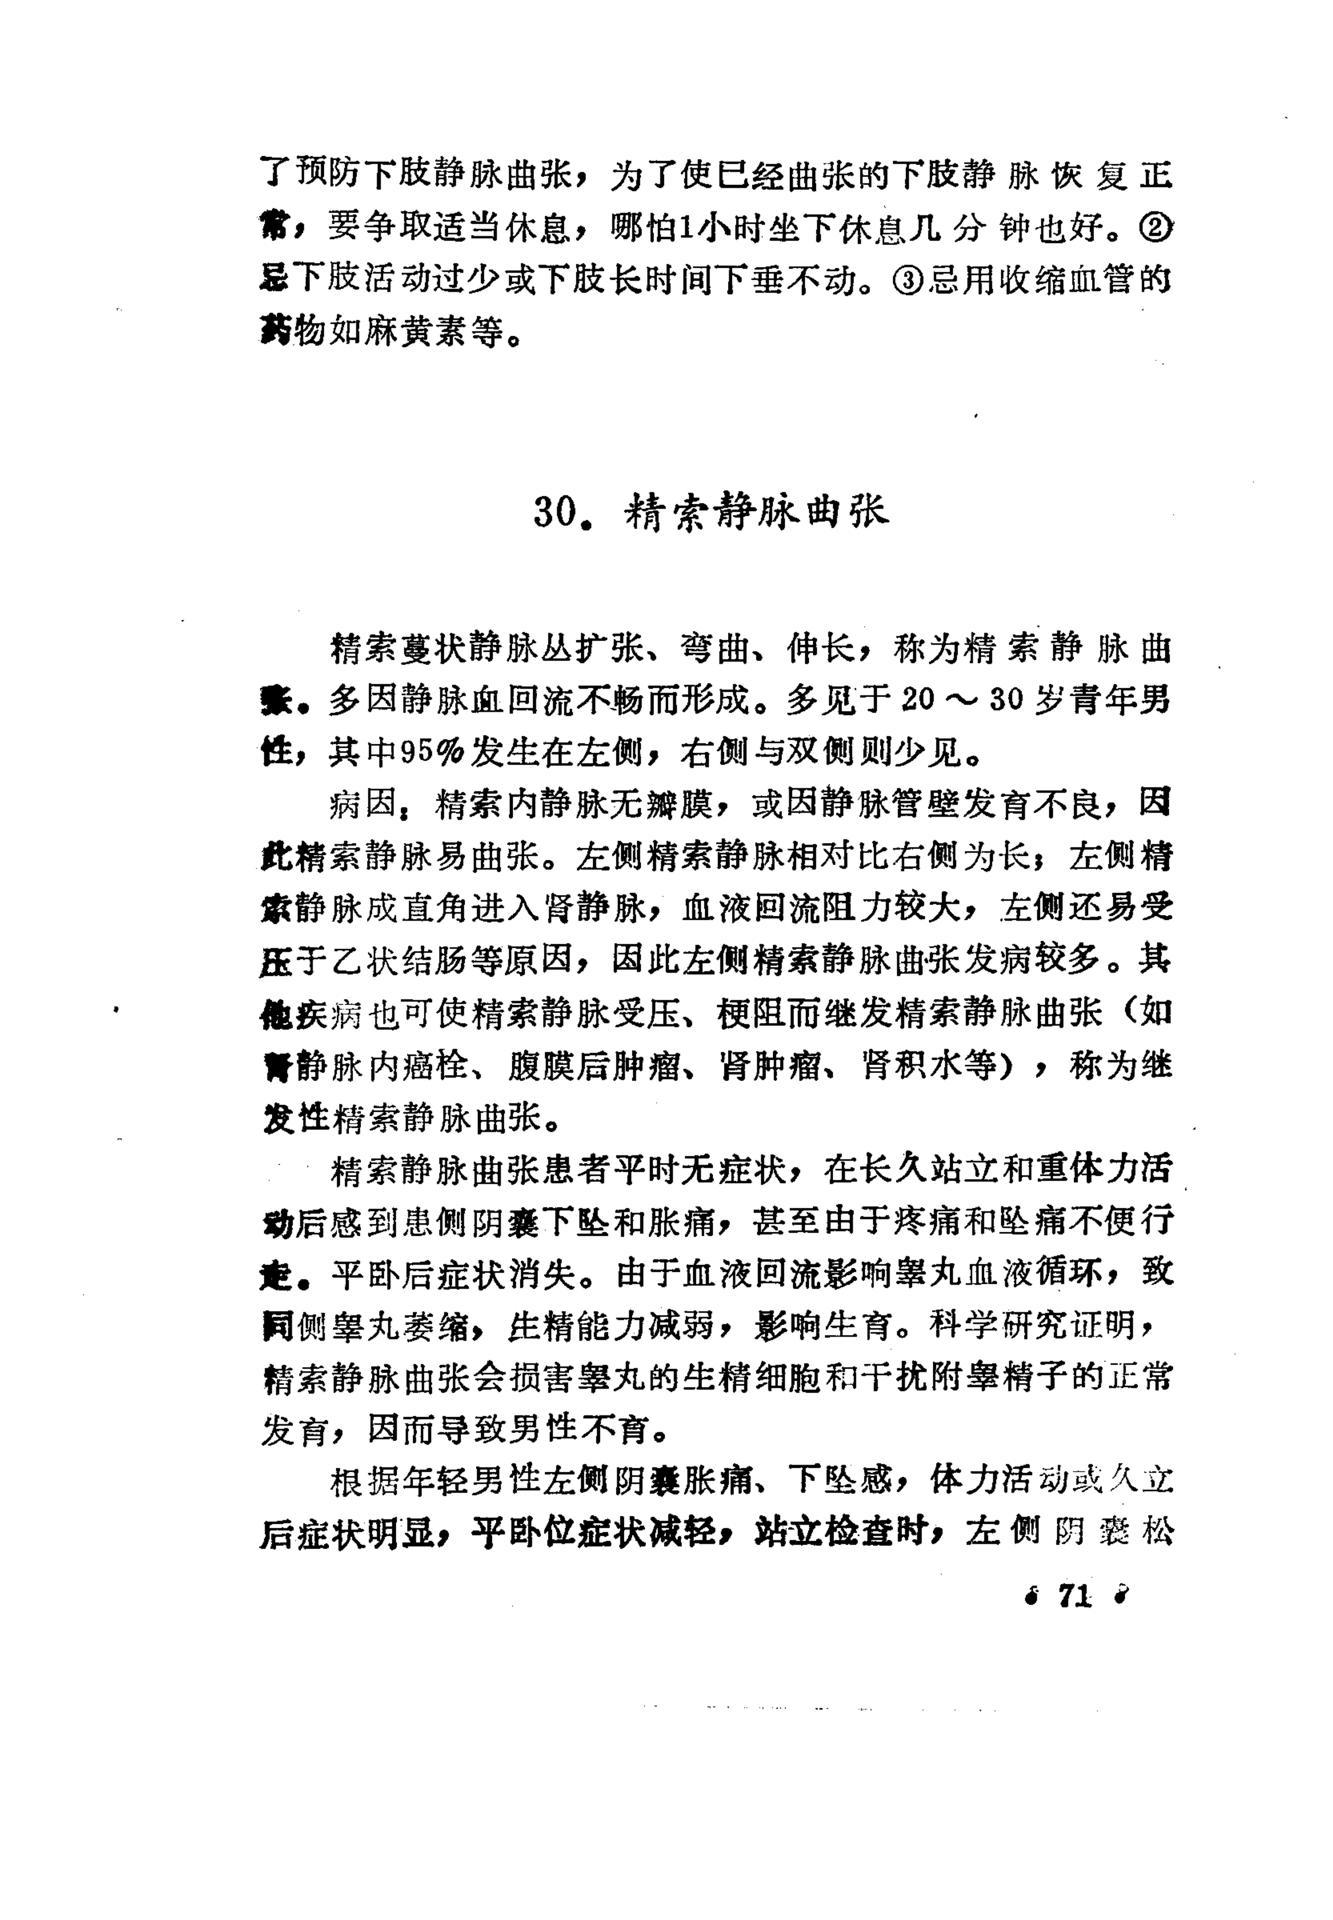 了预防下肢静脉曲张，为了使已经曲张的下肢静脉恢复正
常，要争取适当休息，哪怕1小时坐下休息几分钟也好。②
忌下肢活动过少或下肢长时间下垂不动。③忌用收缩血管的
药物如麻黄素等。
30．精索静脉曲张
精索蔓状静脉丛扩张、弯曲、伸长，称为精索静脉曲
张。多因静脉血回流不畅而形成。多见于20～30岁青年男
性，其中95%发生在左侧，右侧与双侧则少见。
病因：精索内静脉无瓣膜，或因静脉管壁发育不良，因
此精索静脉易曲张。左侧精索静脉相对比右侧为长；左侧精
索静脉成直角进入肾静脉，血液回流阻力较大，左侧还易受
压于乙状结肠等原因，因此左侧精索静脉曲张发病较多。其
他疾病也可使精索静脉受压、梗阻而继发精索静脉曲张（如
肾静脉内癌栓、腹膜后肿瘤、肾肿瘤、肾积水等），称为继
发性精索静脉曲张。
精索静脉曲张患者平时无症状，在长久站立和重体力活
动后感到患侧阴囊下坠和胀痛，甚至由于疼痛和坠痛不便行
走。平卧后症状消失。由于血液回流影响睾丸血液循环，致
同侧睾丸萎缩，生精能力减弱，影响生育。科学研究证明，
精索静脉曲张会损害睾丸的生精细胞和干扰附睾精子的正常
发育，因而导致男性不育。
根据年轻男性左侧阴囊胀痛、下坠感，体力活动或久立
后症状明显，平卧位症状减轻，站立检查时，左侧阴囊松
71